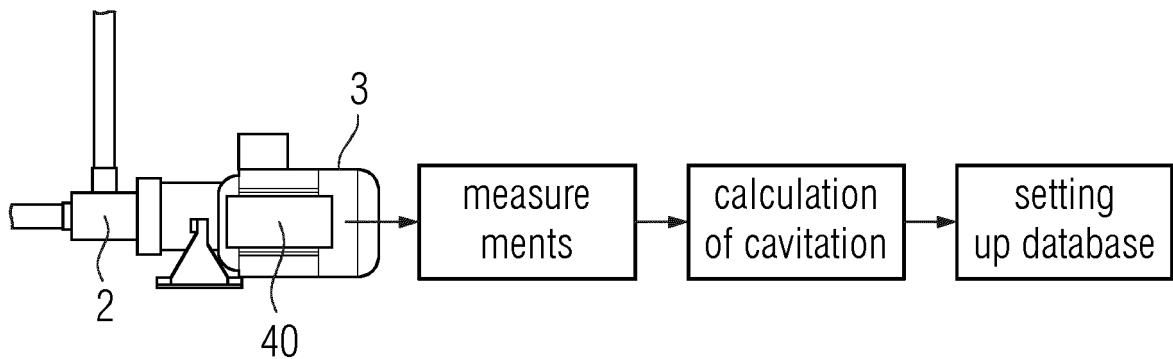 3
measure
ments
calculation
of cavitation
setting
up database
2
40